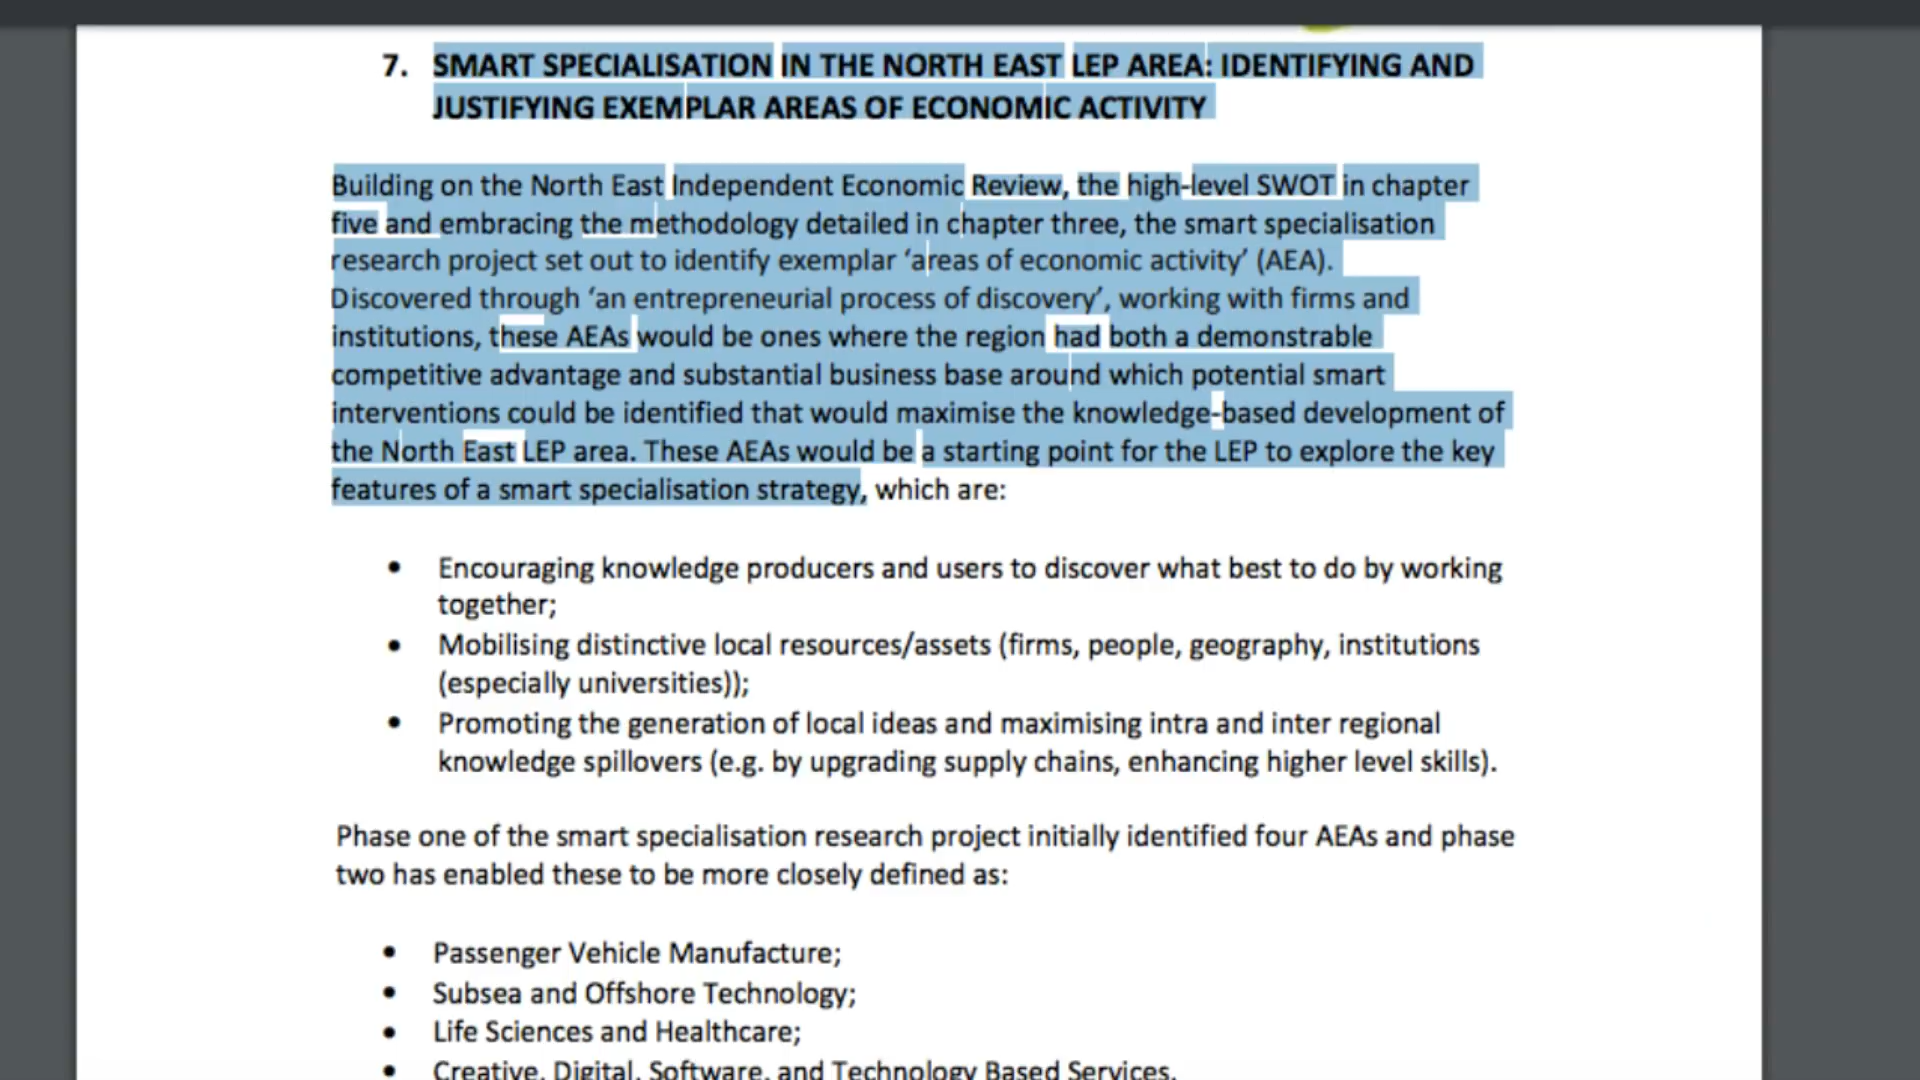 7. SMART SPECIALISATION IN THE NORTH EAST LEP AREA: IDENTIFYING AND
JUSTIFYING EXEMPLAR AREAS OF ECONOMIC ACTIVITY
Building on the North East Independent Economic Review, the high-level SWOT in chapter
five and embracing the methodology detailed in chapter three, the smart specialisation
research project set out to identify exemplar ‘areas of economic activity’ (AEA).
Discovered through ‘an entrepreneurial process of discovery’, working with firms and
institutions, these AEAs would be ones where the region had both a demonstrable
competitive advantage and substantial business base around which potential smart
interventions could be identified that would maximise the knowledge-based development of
the North East LEP area. These AEAs would be a starting point for the LEP to explore the key
features of a smart specialisation strategy, which are:
• Encouraging knowledge producers and users to discover what best to do by working
together;
• Mobilising distinctive local resources/assets (firms, people, geography, institutions
(especially universities));
• Promoting the generation of local ideas and maximising intra and inter regional
knowledge spillovers (e.g. by upgrading supply chains, enhancing higher level skills).
Phase one of the smart specialisation research project initially identified four AEAs and phase
two has enabled these to be more closely defined as:
• Passenger Vehicle Manufacture;
• Subsea and Offshore Technology;
• Life Sciences and Healthcare;
• Creative, Digital, Software, and Technology Based Services.